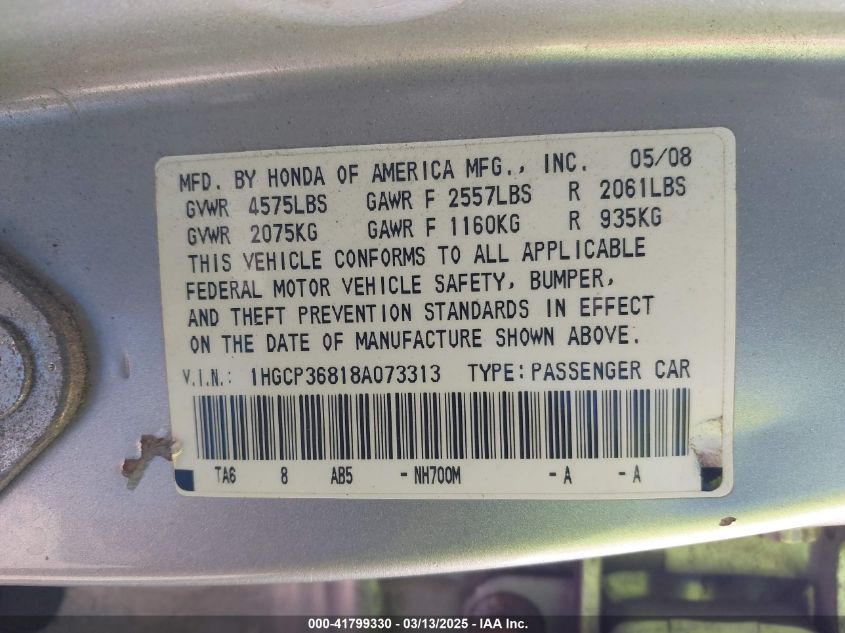 MFD. BY HONDA OF AMERICA MFG., INC. 05/08
GVWR 4575LBS GAWR F 2557LBS R 2061LBS
GVWR 2075KG GAWR F 1160KG R 935KG
THIS VEHICLE CONFORMS TO ALL APPLICABLE
FEDERAL MOTOR VEHICLE SAFETY, BUMPER,
AND THEFT PREVENTION STANDARDS IN EFFECT
ON THE DATE OF MANUFACTURE SHOWN ABOVE.
V.I.N.: 1HGCP36818A073313 TYPE: PASSENGER CAR
TA6 8 AB5 - NH700M - A - A
000-41799330 - 03/13/2025 - IAA Inc.